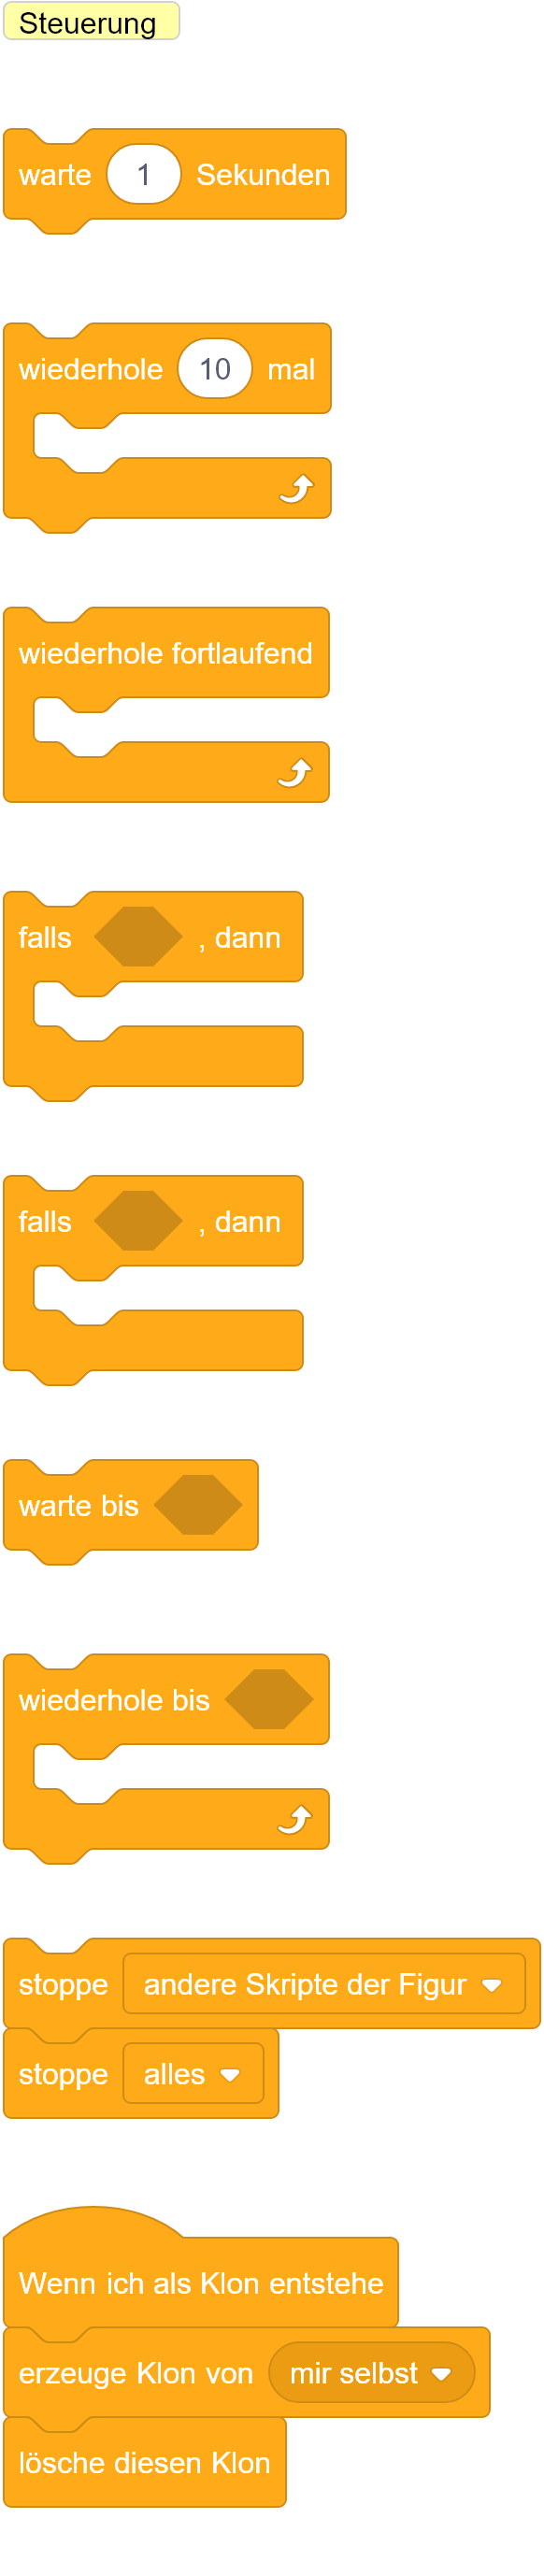 Steuerung
warte 1 Sekunden
wiederhole 10 mal
wiederhole fortlaufend
falls , dann
falls , dann
warte bis
wiederhole bis
stoppe andere Skripte der Figur
stoppe alles
Wenn ich als Klon entstehe
erzeuge Klon von mir selbst
lösche diesen Klon